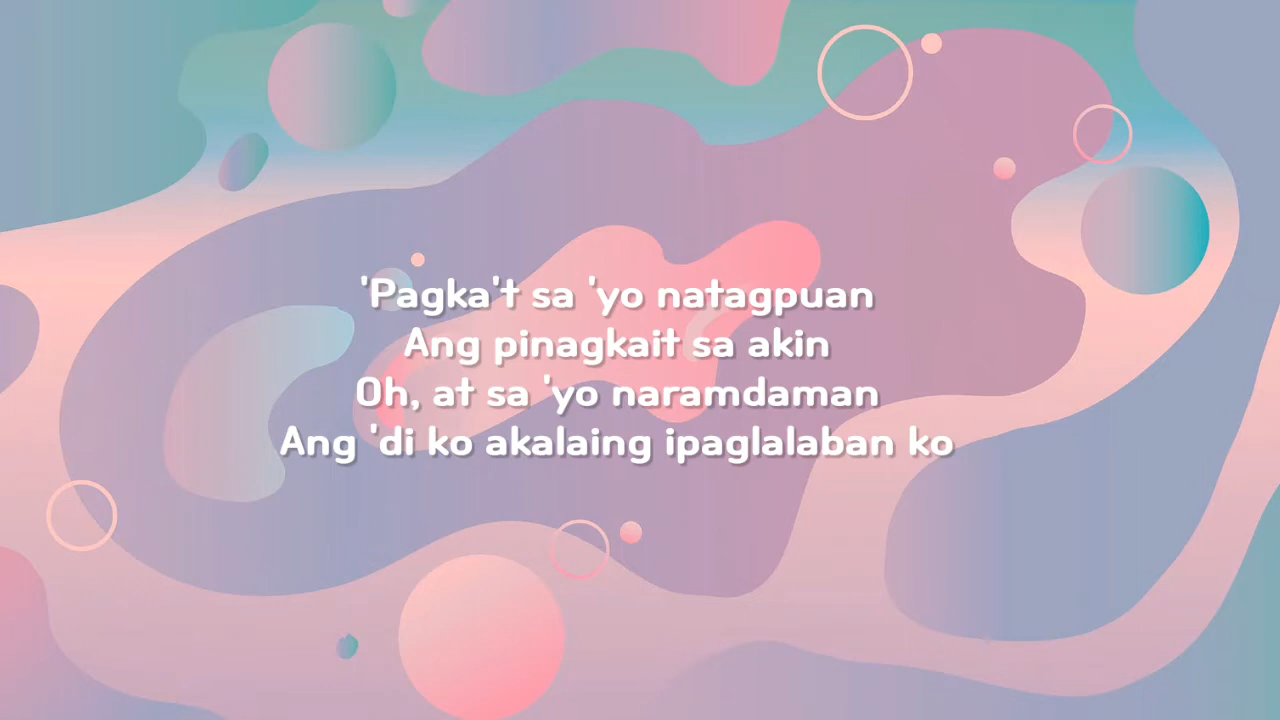 'Pagka't sa 'yo natagpuan
Ang pinagkait sa akin
Oh, at sa 'yo naramdaman
Ang 'di ko akalaing ipaglalaban ko